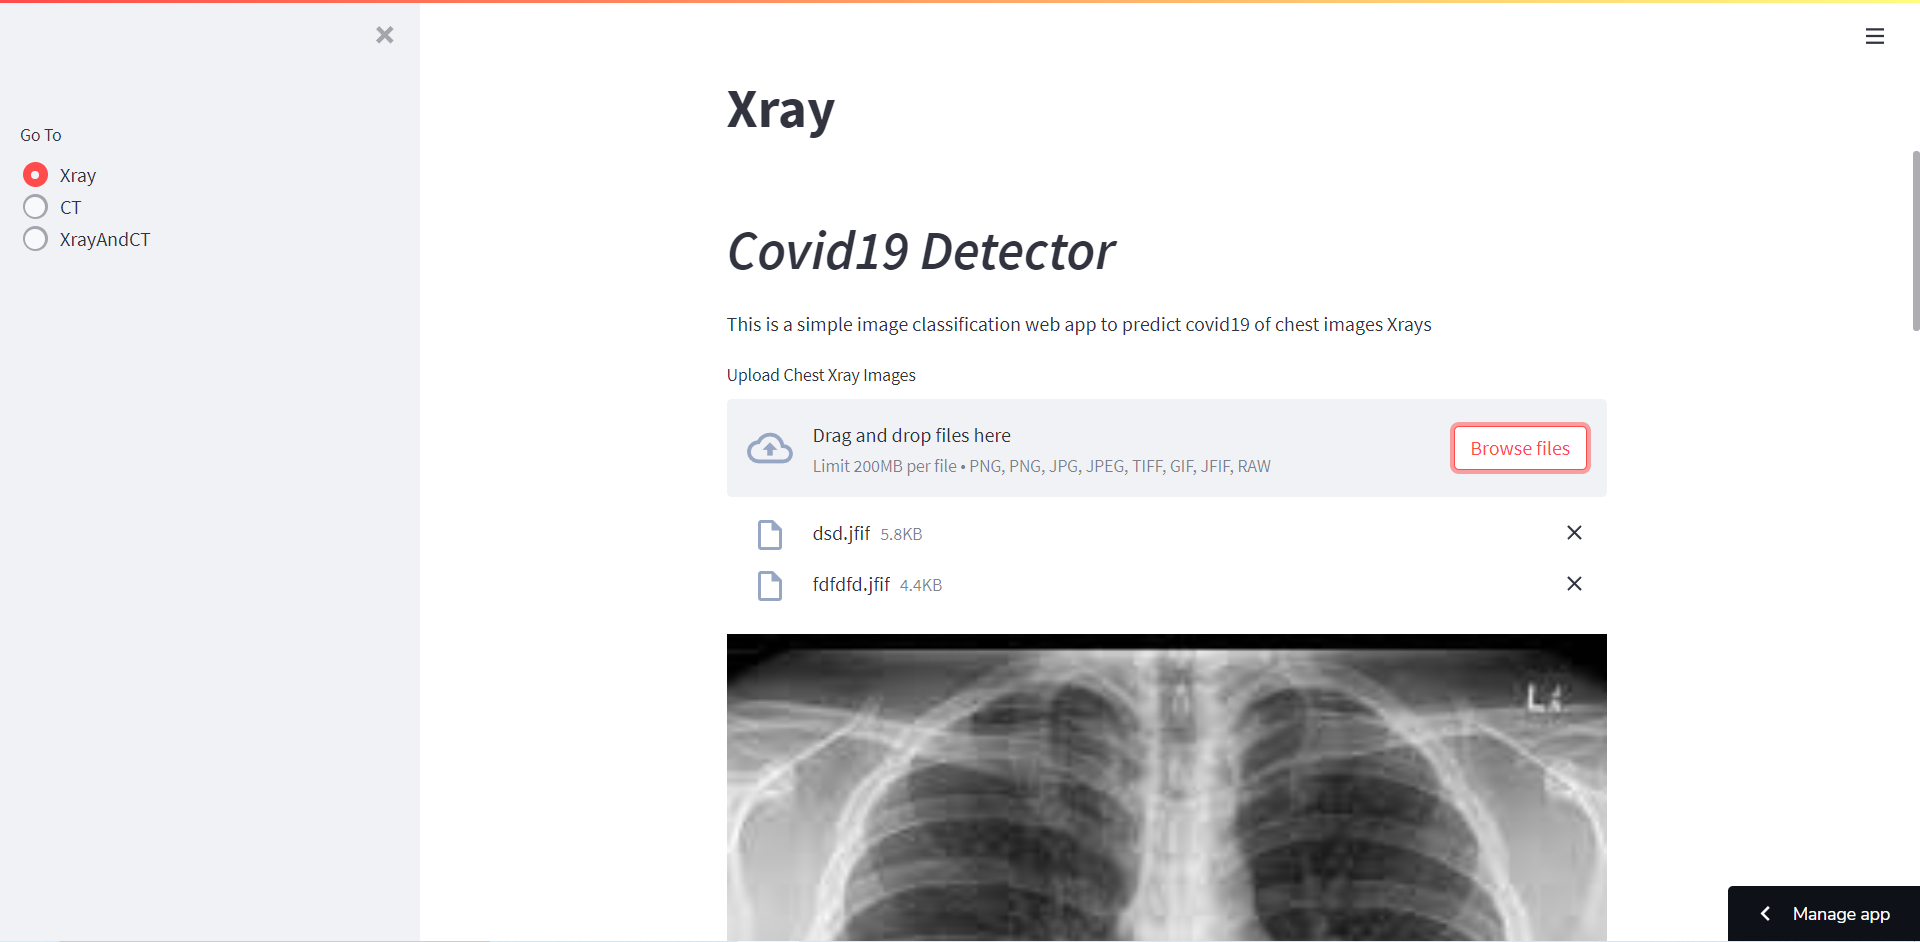 Go To
Xray
CT
XrayAndCT
Xray
Covid19 Detector
This is a simple image classification web app to predict covid19 of chest images Xrays
Upload Chest Xray Images
Drag and drop files here
Limit 200MB per file • PNG, PNG, JPG, JPEG, TIFF, GIF, JFIF, RAW
Browse files
dsd.jfif 5.8KB
fdfdfd.jfif 4.4KB
Manage app